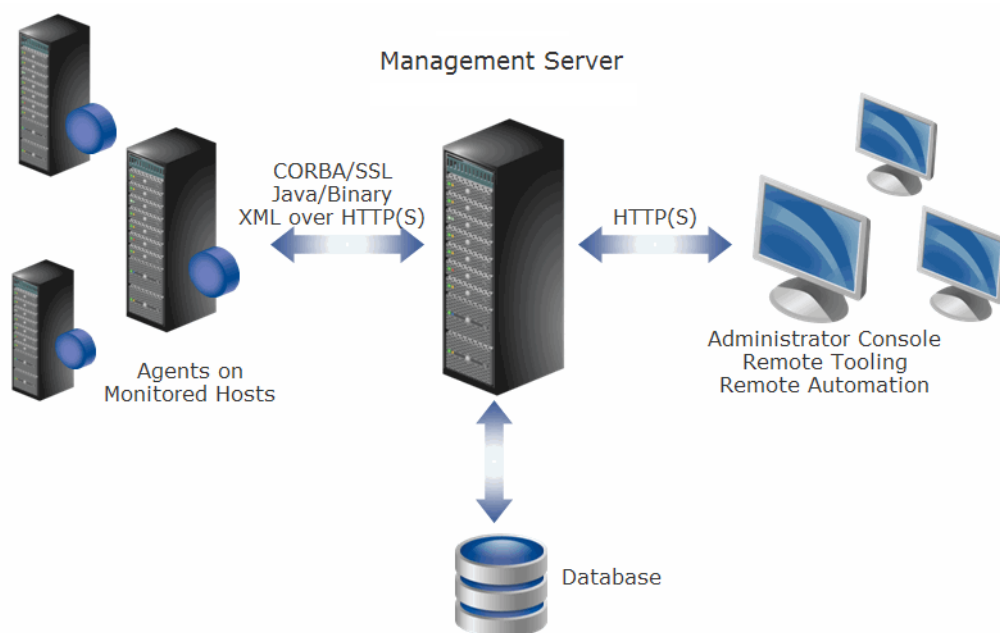 Management Server
CORBA/SSL
Java/Binary
XML over HTTP(S)
HTTP(S)
Agents on
Monitored Hosts
Administrator Console
Remote Tooling
Remote Automation
Database